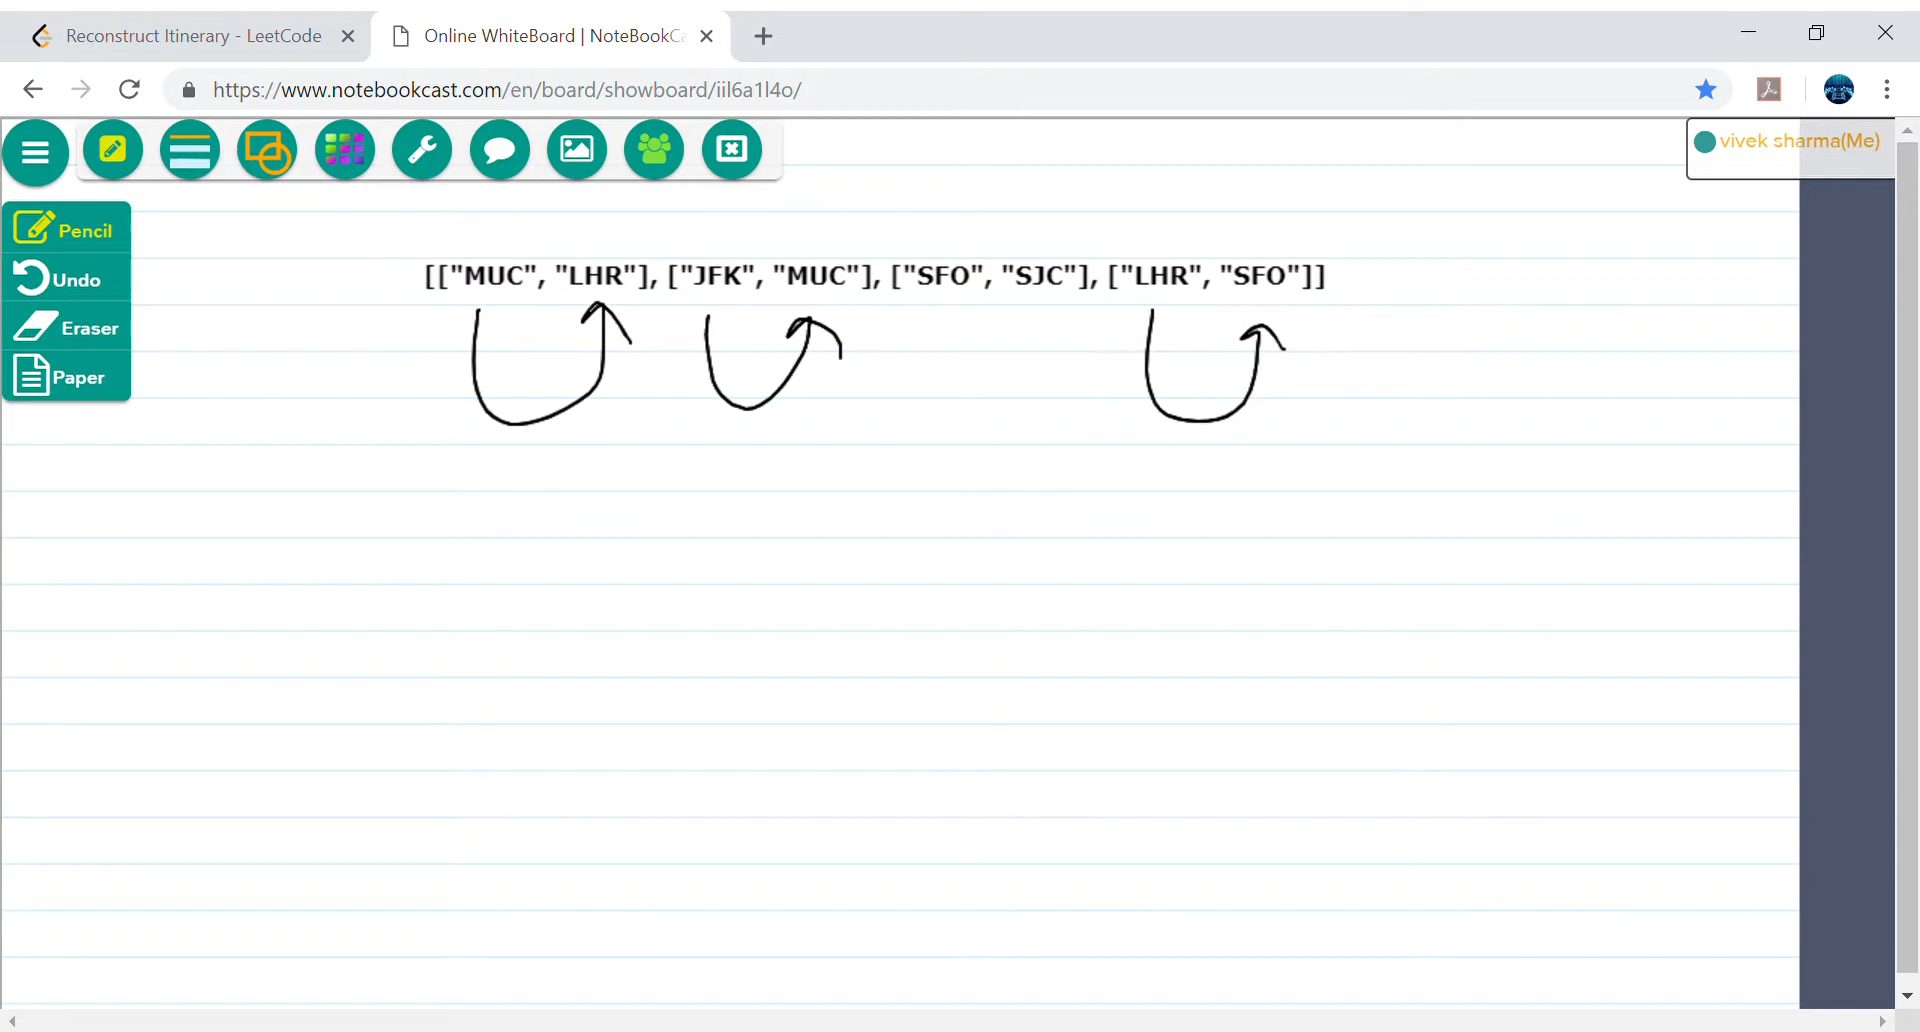 Reconstruct Itinerary - LeetCode
Online WhiteBoard | NoteBookCa
https://www.notebookcast.com/en/board/showboard/iil6a1l4o/
vivek sharma(Me)
Pencil
Undo
Eraser
Paper
[["MUC", "LHR"], ["JFK", "MUC"], ["SFO", "SJC"], ["LHR", "SFO"]]